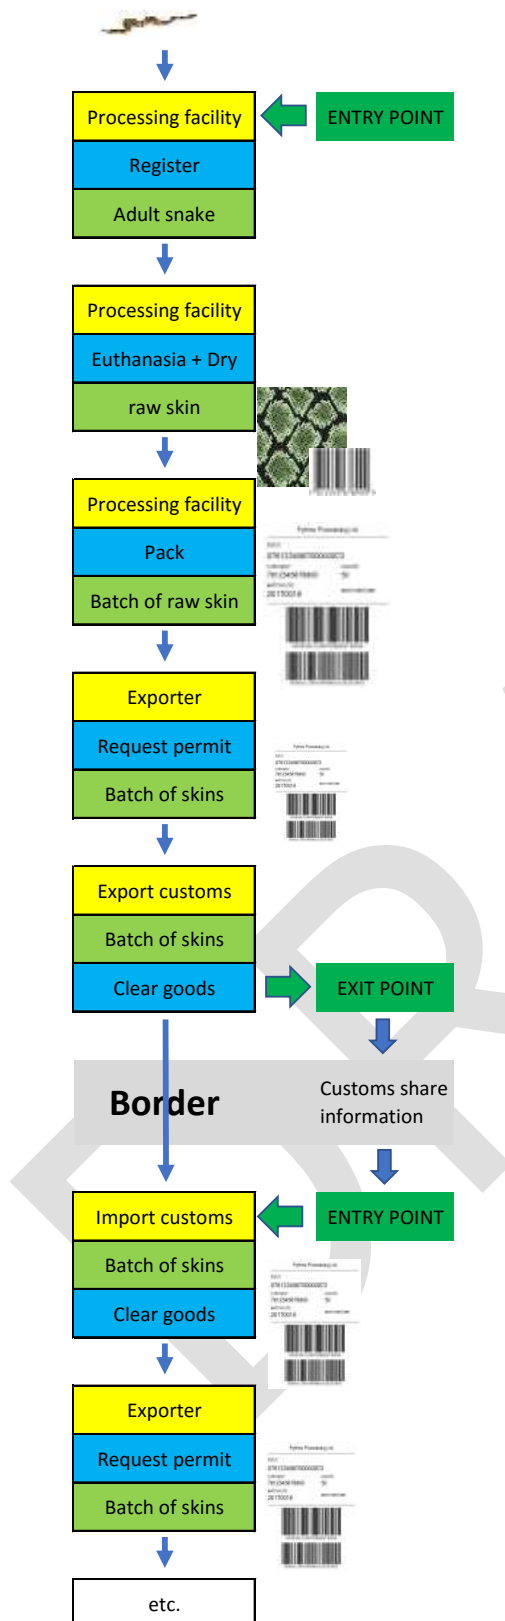 Processing facility
ENTRY POINT
Register
Adult snake
Processing facility
Euthanasia + Dry
raw skin
Processing facility
Pack
Batch of raw skin
Exporter
Request permit
Batch of skins
Export customs
Batch of skins
Clear goods
EXIT POINT
Border
Customs share
information
Import customs
ENTRY POINT
Batch of skins
Clear goods
Exporter
Request permit
Batch of skins
etc.